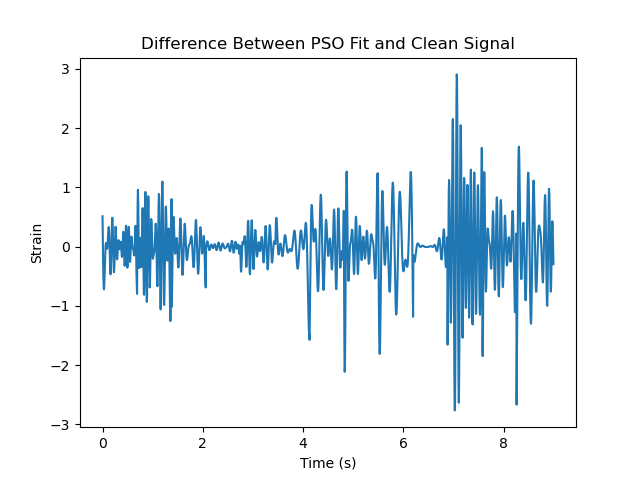 Difference Between PSO Fit and Clean Signal
3
2
1
0
−1
−2
−3
Strain
0 2 4 6 8
Time (s)